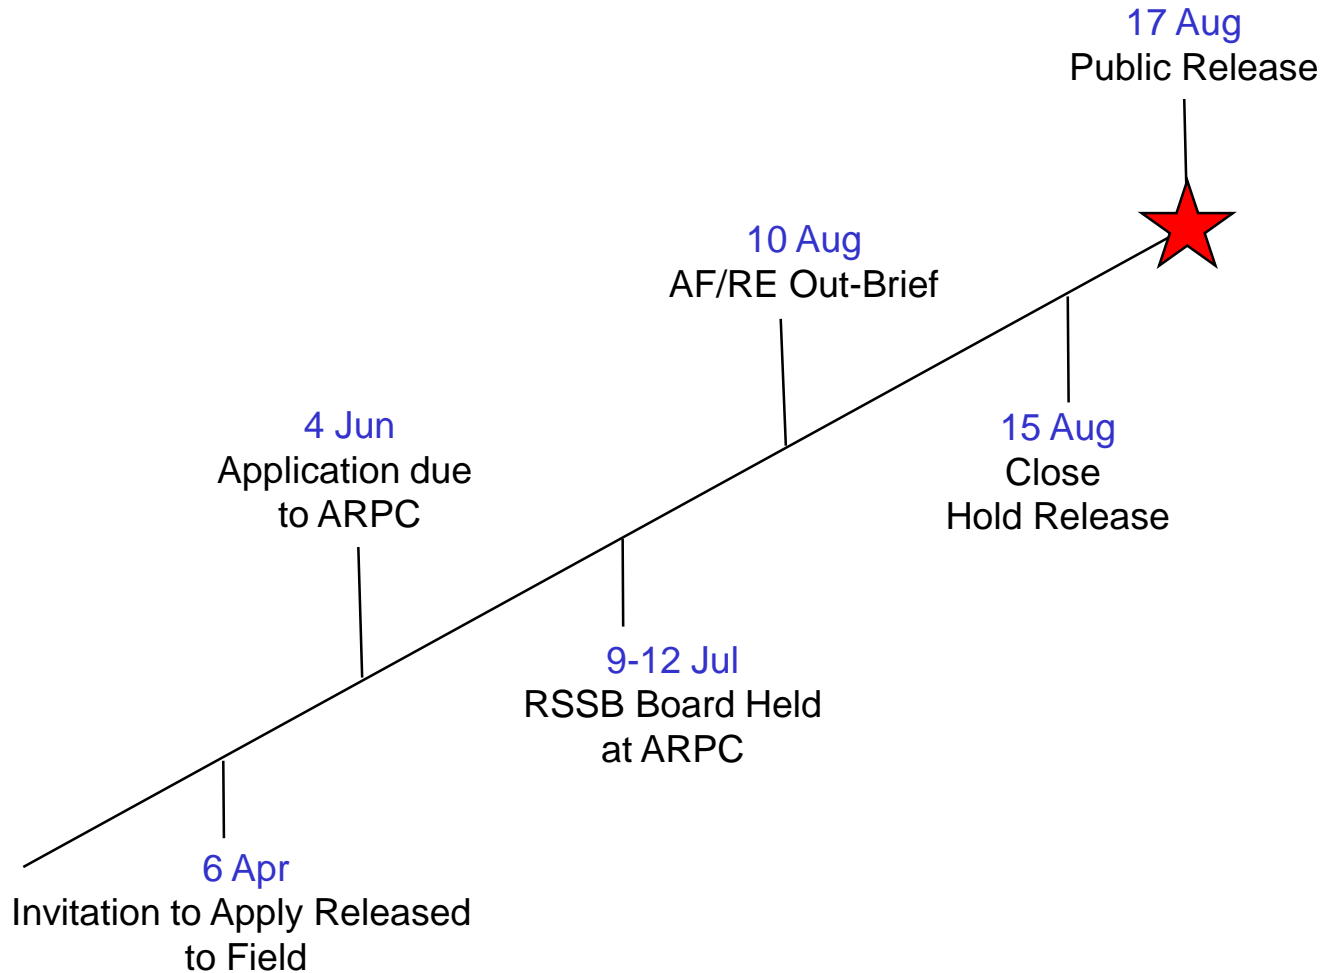 17 Aug
Public Release
10 Aug
AF/RE Out-Brief
4 Jun
Application due
to ARPC
15 Aug
Close
Hold Release
9-12 Jul
RSSB Board Held
at ARPC
6 Apr
Invitation to Apply Released
to Field